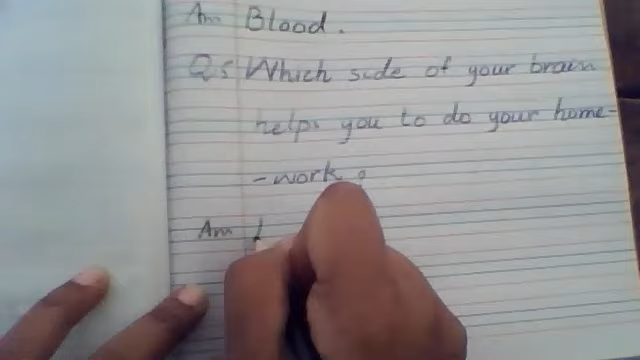 Ans Blood.
Q5 Which side of your brain
helps you to do your home-
-work ?
Ans